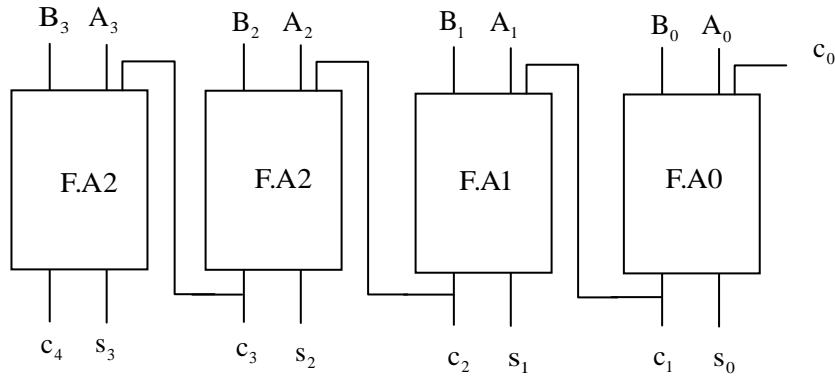 B₃ A₃ B₂ A₂ B₁ A₁ B₀ A₀ c₀
F.A2 F.A2 F.A1 F.A0
c₄ s₃ c₃ s₂ c₂ s₁ c₁ s₀